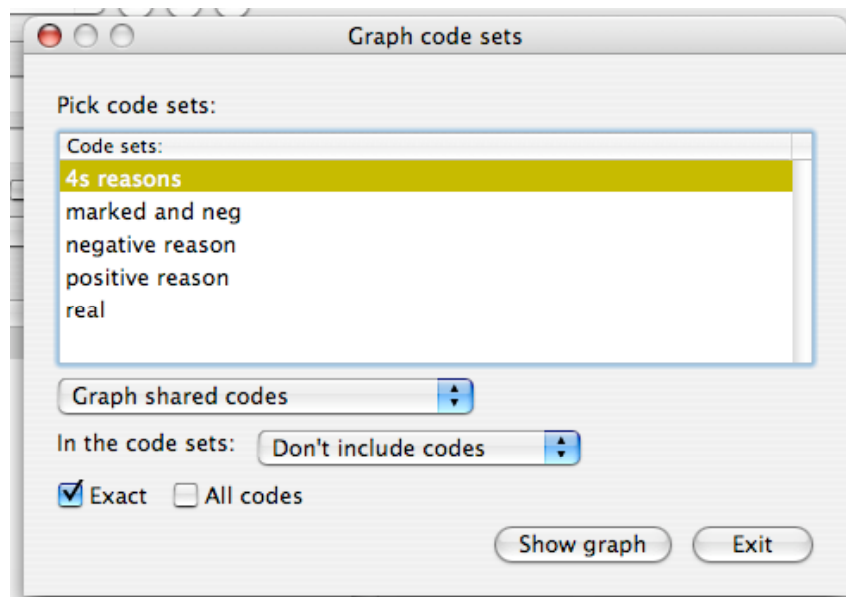 Graph code sets
Pick code sets:
Code sets:
4s reasons
marked and neg
negative reason
positive reason
real
Graph shared codes
In the code sets: Don't include codes
Exact All codes
Show graph Exit